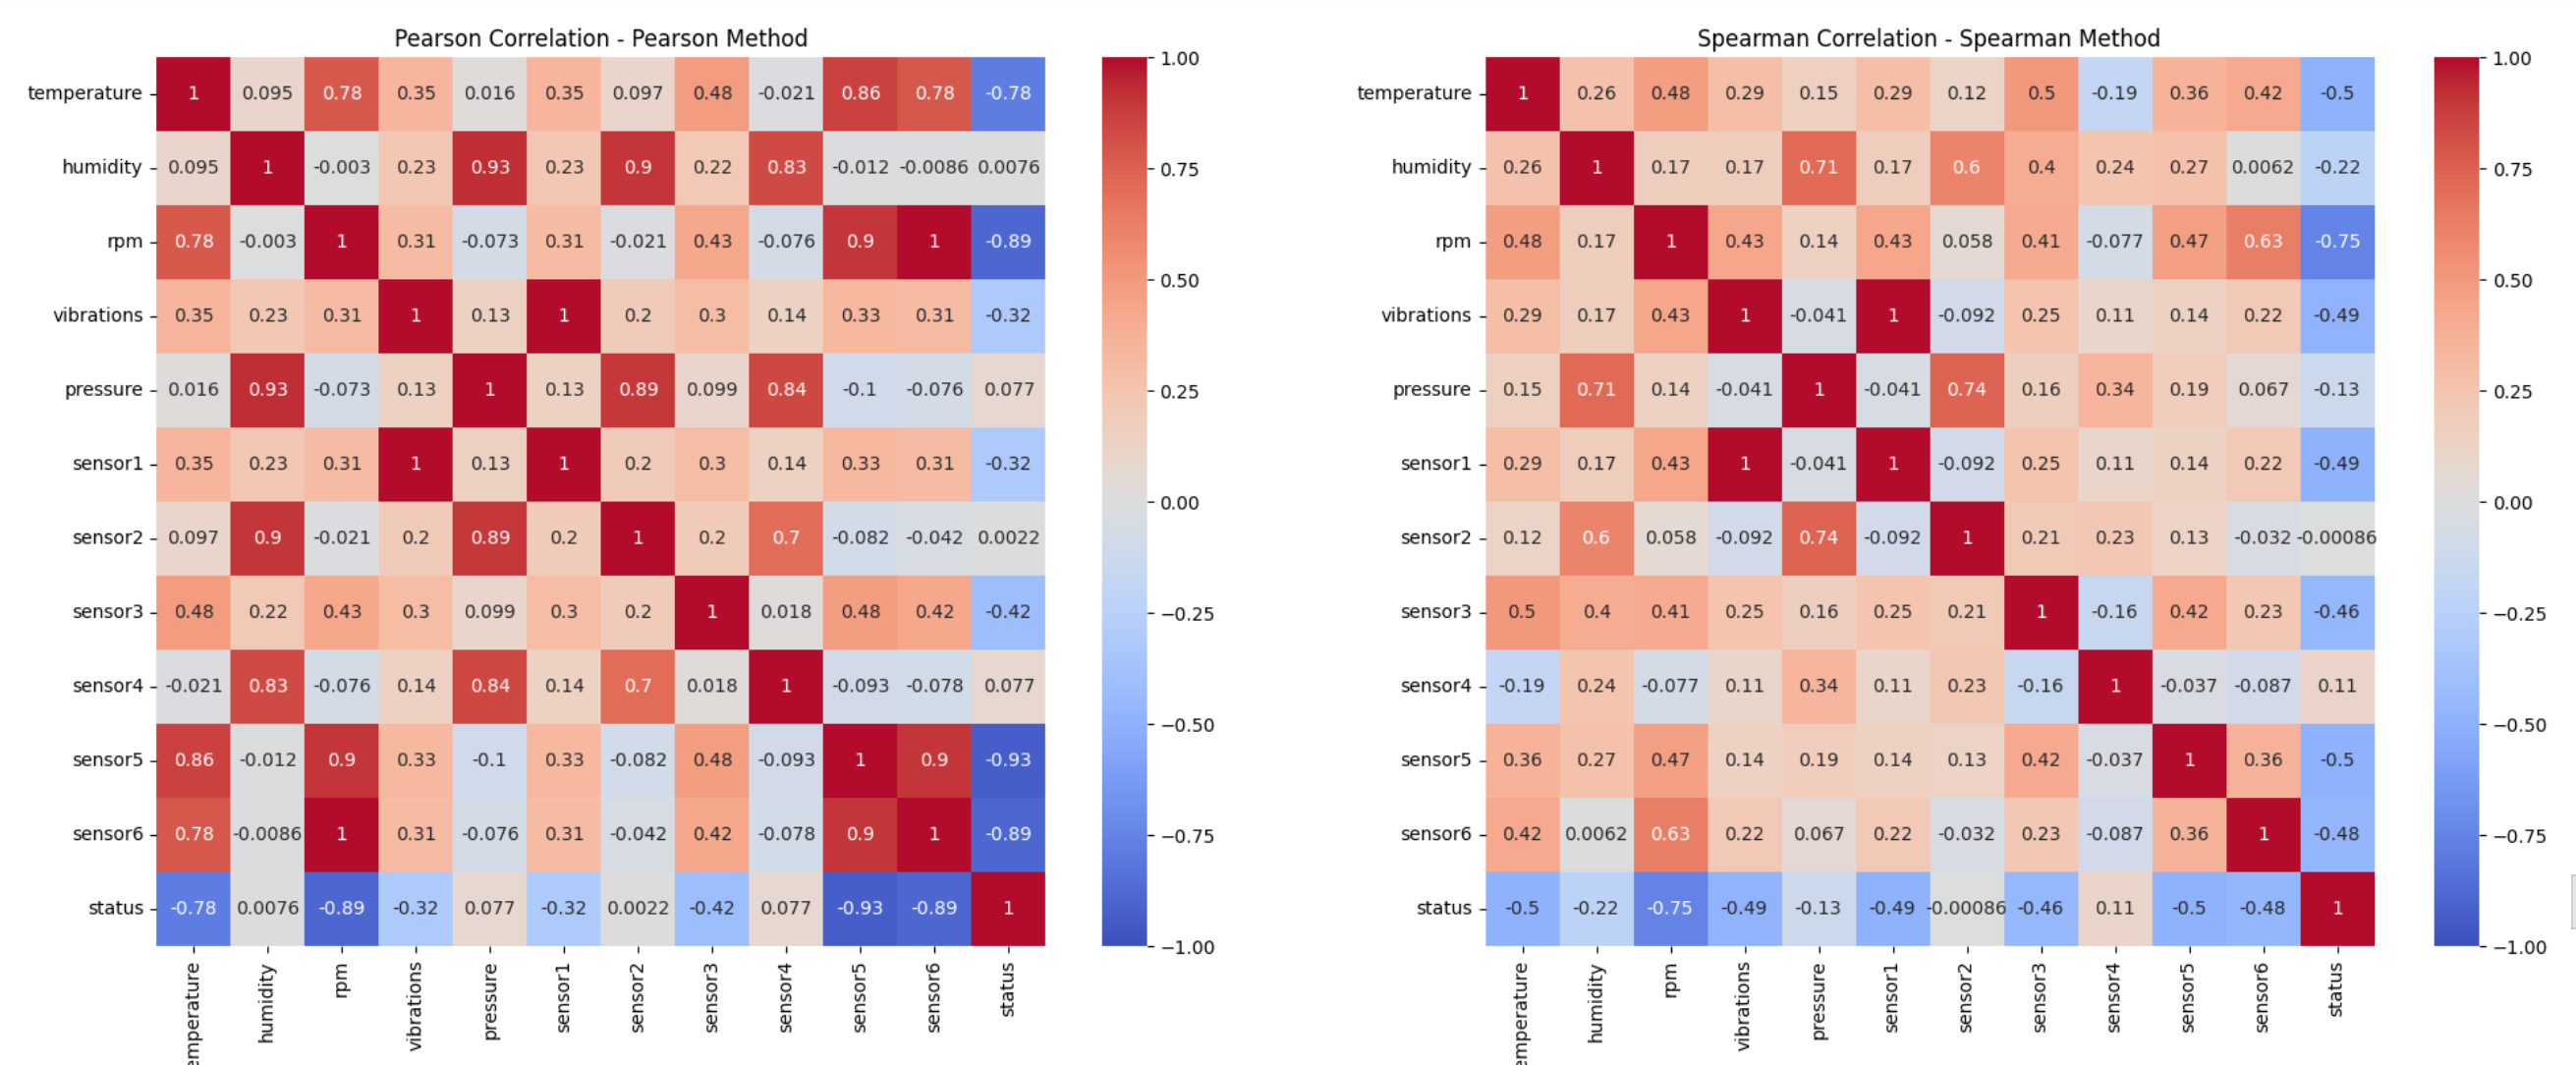 Pearson Correlation - Pearson Method
temperature 1 0.095 0.78 0.35 0.016 0.35 0.097 0.48 -0.021 0.86 0.78 -0.78
humidity 0.095 1 -0.003 0.23 0.93 0.23 0.9 0.22 0.83 -0.012 -0.0086 0.0076
rpm 0.78 -0.003 1 0.31 -0.073 0.31 -0.021 0.43 -0.076 0.9 1 -0.89
vibrations 0.35 0.23 0.31 1 0.13 1 0.2 0.3 0.14 0.33 0.31 -0.32
pressure 0.016 0.93 -0.073 0.13 1 0.13 0.89 0.099 0.84 -0.1 -0.076 0.077
sensor1 0.35 0.23 0.31 1 0.13 1 0.2 0.3 0.14 0.33 0.31 -0.32
sensor2 0.097 0.9 -0.021 0.2 0.89 0.2 1 0.2 0.7 -0.082 -0.042 0.0022
sensor3 0.48 0.22 0.43 0.3 0.099 0.3 0.2 1 0.018 0.48 0.42 -0.42
sensor4 -0.021 0.83 -0.076 0.14 0.84 0.14 0.7 0.018 1 -0.093 -0.078 0.077
sensor5 0.86 -0.012 0.9 0.33 -0.1 0.33 -0.082 0.48 -0.093 1 0.9 -0.93
sensor6 0.78 -0.0086 1 0.31 -0.076 0.31 -0.042 0.42 -0.078 0.9 1 -0.89
status -0.78 0.0076 -0.89 -0.32 0.077 -0.32 0.0022 -0.42 0.077 -0.93 -0.89 1
emperature humidity rpm vibrations pressure sensor1 sensor2 sensor3 sensor4 sensor5 sensor6 status
1.00
0.75
0.50
0.25
0.00
−0.25
−0.50
−0.75
−1.00
Spearman Correlation - Spearman Method
temperature 1 0.26 0.48 0.29 0.15 0.29 0.12 0.5 -0.19 0.36 0.42 -0.5
humidity 0.26 1 0.17 0.17 0.71 0.17 0.6 0.4 0.24 0.27 0.0062 -0.22
rpm 0.48 0.17 1 0.43 0.14 0.43 0.058 0.41 -0.077 0.47 0.63 -0.75
vibrations 0.29 0.17 0.43 1 -0.041 1 -0.092 0.25 0.11 0.14 0.22 -0.49
pressure 0.15 0.71 0.14 -0.041 1 -0.041 0.74 0.16 0.34 0.19 0.067 -0.13
sensor1 0.29 0.17 0.43 1 -0.041 1 -0.092 0.25 0.11 0.14 0.22 -0.49
sensor2 0.12 0.6 0.058 -0.092 0.74 -0.092 1 0.21 0.23 0.13 -0.032 -0.00086
sensor3 0.5 0.4 0.41 0.25 0.16 0.25 0.21 1 -0.16 0.42 0.23 -0.46
sensor4 -0.19 0.24 -0.077 0.11 0.34 0.11 0.23 -0.16 1 -0.037 -0.087 0.11
sensor5 0.36 0.27 0.47 0.14 0.19 0.14 0.13 0.42 -0.037 1 0.36 -0.5
sensor6 0.42 0.0062 0.63 0.22 0.067 0.22 -0.032 0.23 -0.087 0.36 1 -0.48
status -0.5 -0.22 -0.75 -0.49 -0.13 -0.49 -0.00086 -0.46 0.11 -0.5 -0.48 1
emperature humidity rpm vibrations pressure sensor1 sensor2 sensor3 sensor4 sensor5 sensor6 status
1.00
0.75
0.50
0.25
0.00
−0.25
−0.50
−0.75
−1.00